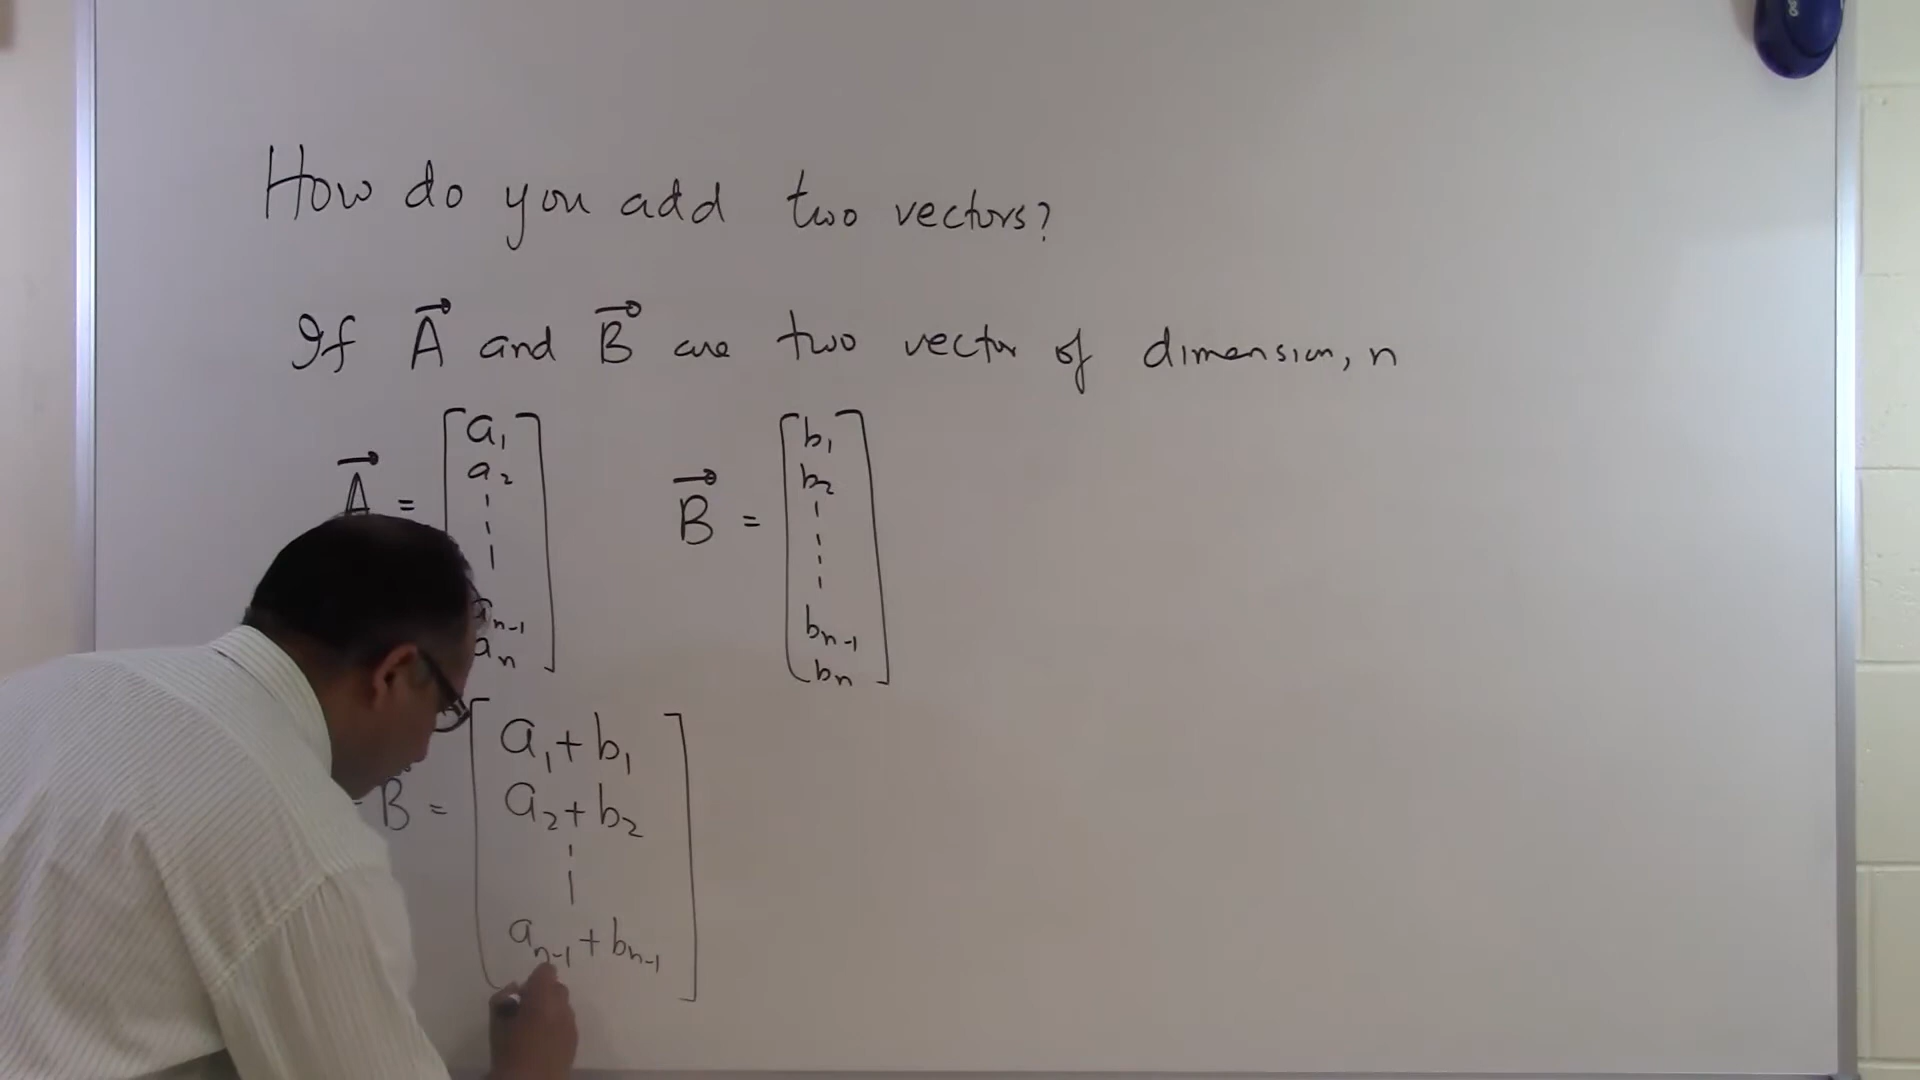 How do you add two vectors?
If A⃗ and B⃗ are two vector of dimension, n
A⃗ = [a₁ a₂ ¦ aₙ₋₁ aₙ] B⃗ = [b₁ b₂ ¦ bₙ₋₁ bₙ]
B = [a₁+b₁
a₂+b₂
¦
aₙ₋₁+bₙ₋₁]